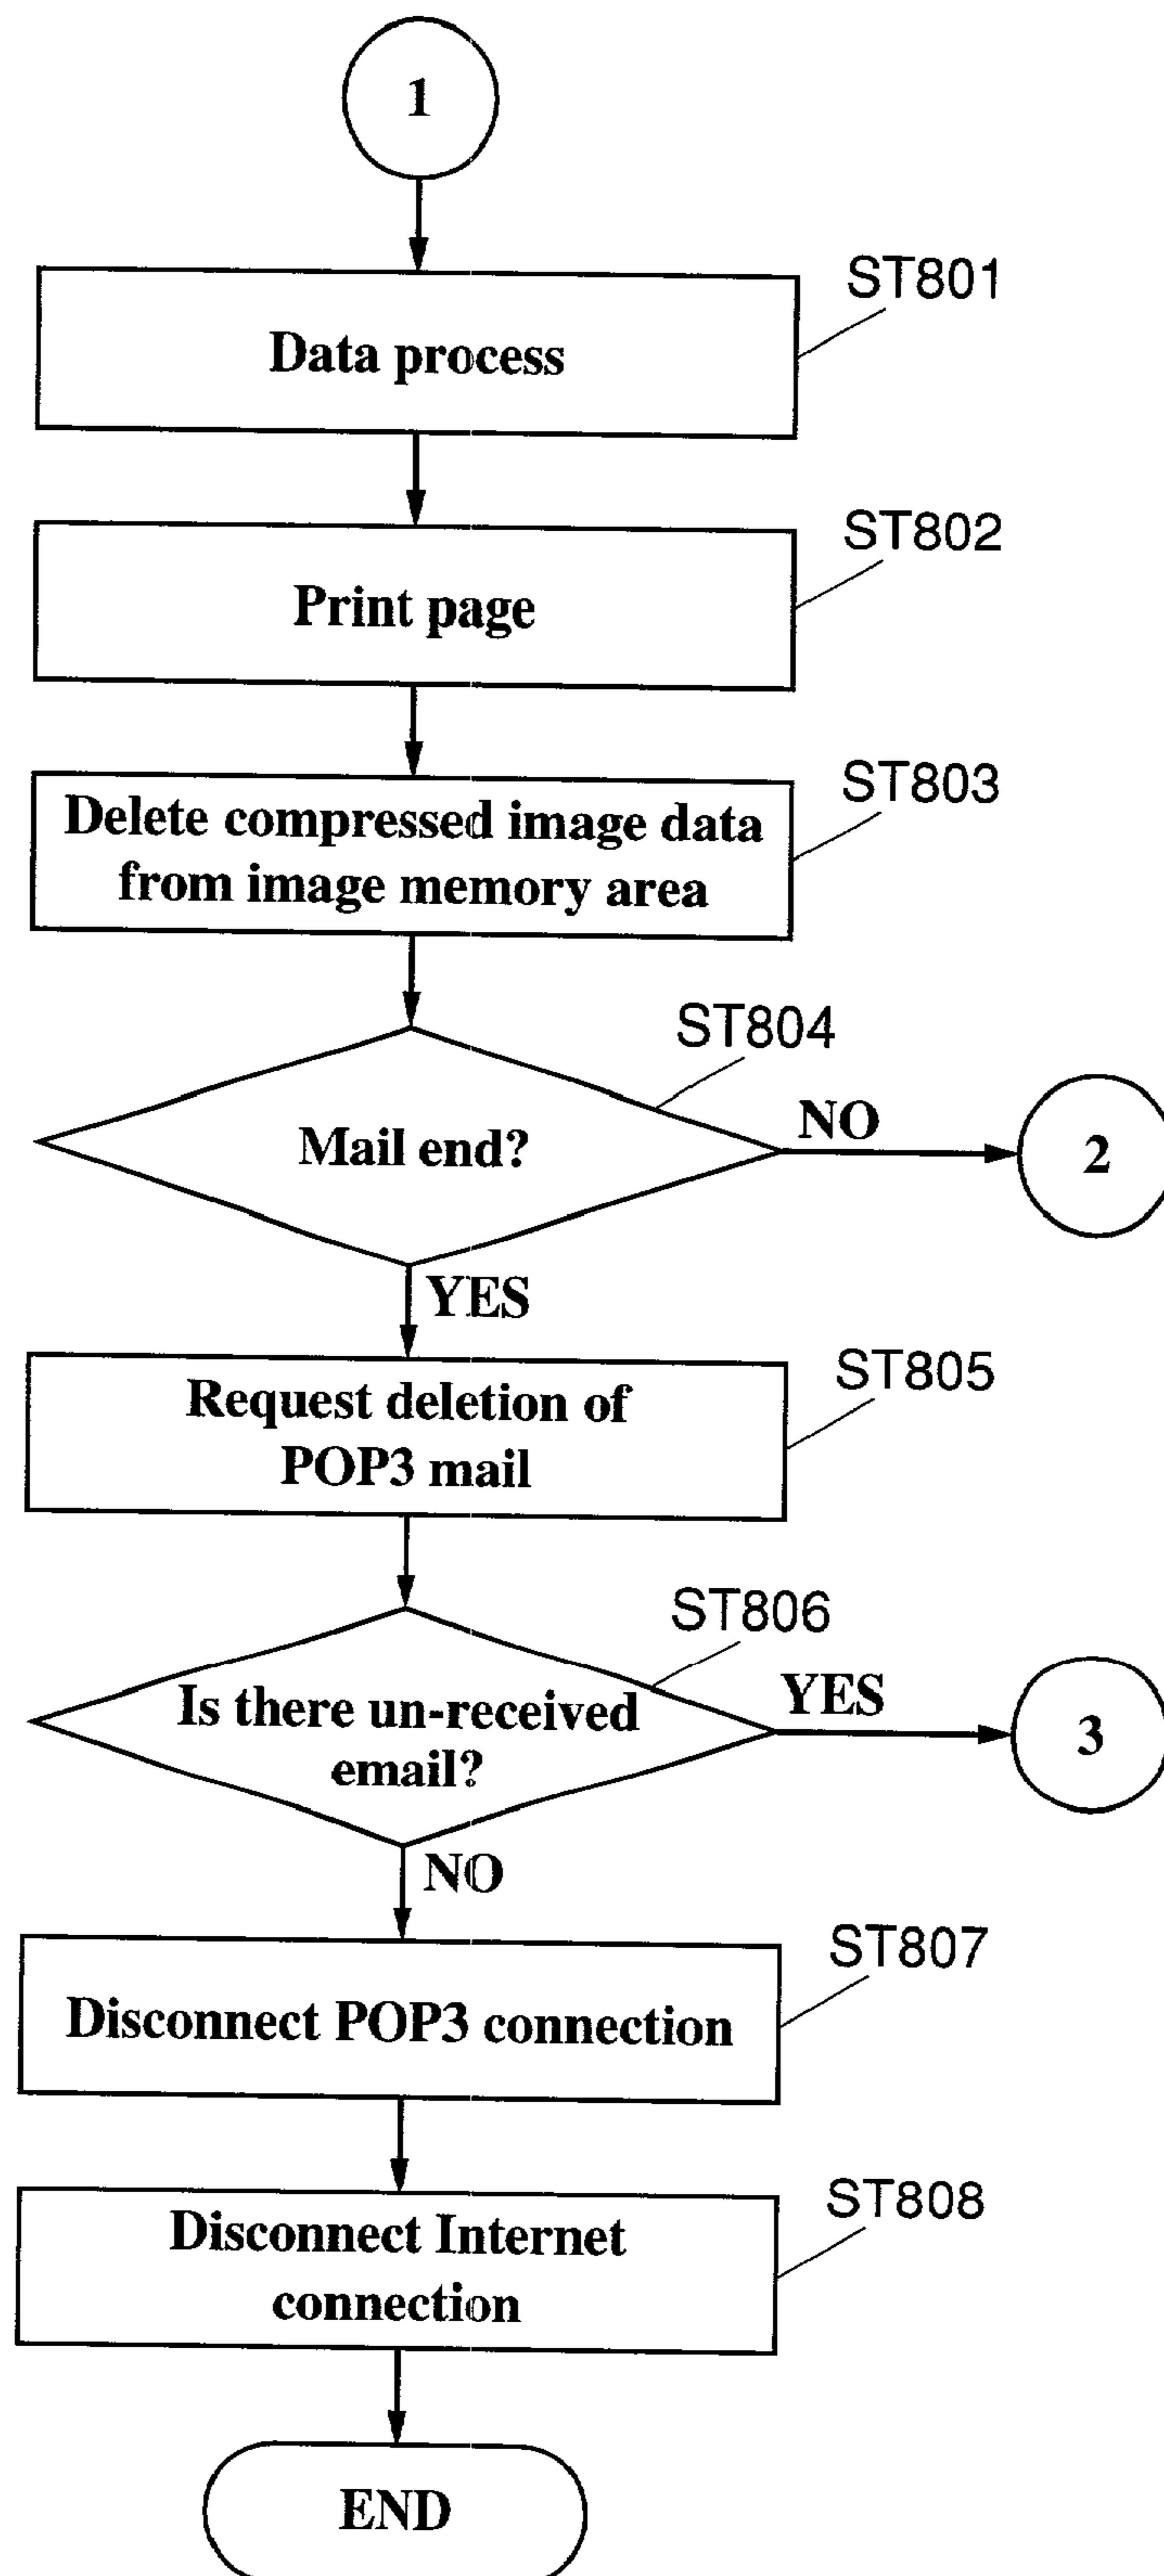 1
ST801
Data process
ST802
Print page
ST803
Delete compressed image data
from image memory area
ST804
Mail end?
NO
2
YES
ST805
Request deletion of
POP3 mail
ST806
Is there un-received
email?
YES
3
NO
ST807
Disconnect POP3 connection
ST808
Disconnect Internet
connection
END